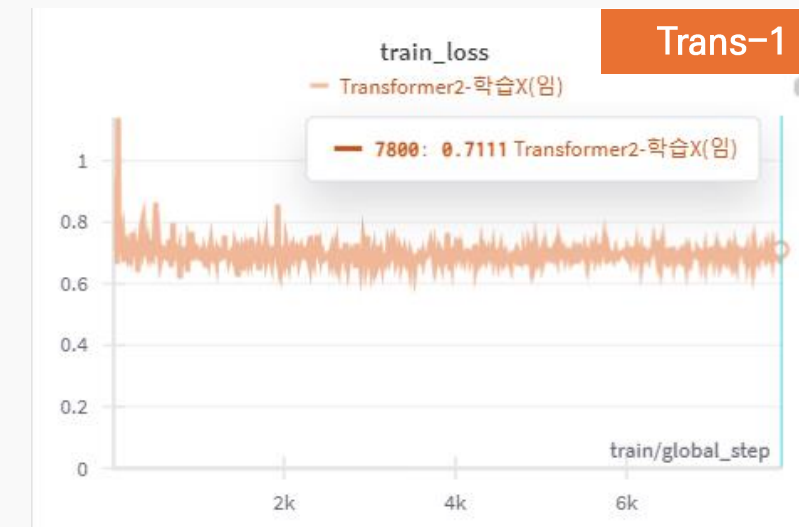 Trans-1
train_loss
Transformer2-학습X(임)
7800: 0.7111 Transformer2-학습X(임)
1
0.8
0.6
0.4
0.2
0
train/global_step
2k
4k
6k